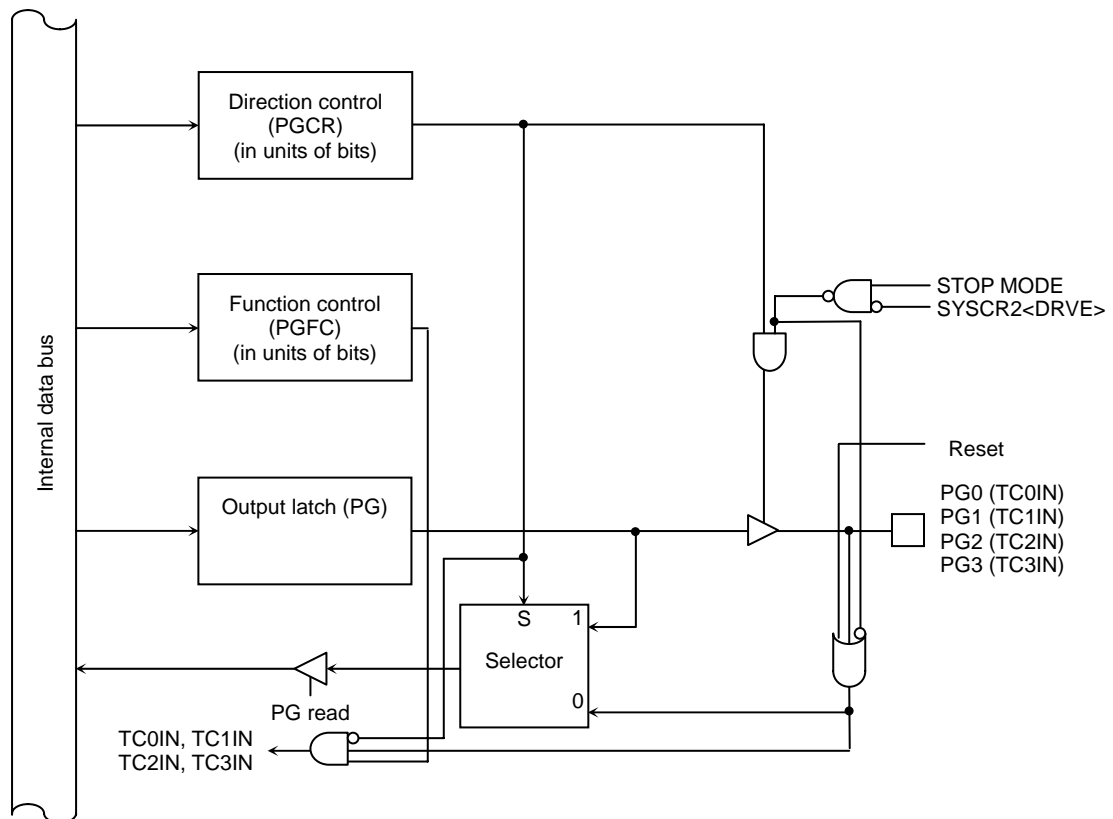 Internal data bus
Direction control
(PGCR)
(in units of bits)
Function control
(PGFC)
(in units of bits)
STOP MODE
SYSCR2<DRVE>
Reset
Output latch (PG)
PG0 (TC0IN)
PG1 (TC1IN)
PG2 (TC2IN)
PG3 (TC3IN)
S
1
Selector
0
PG read
TC0IN, TC1IN
TC2IN, TC3IN